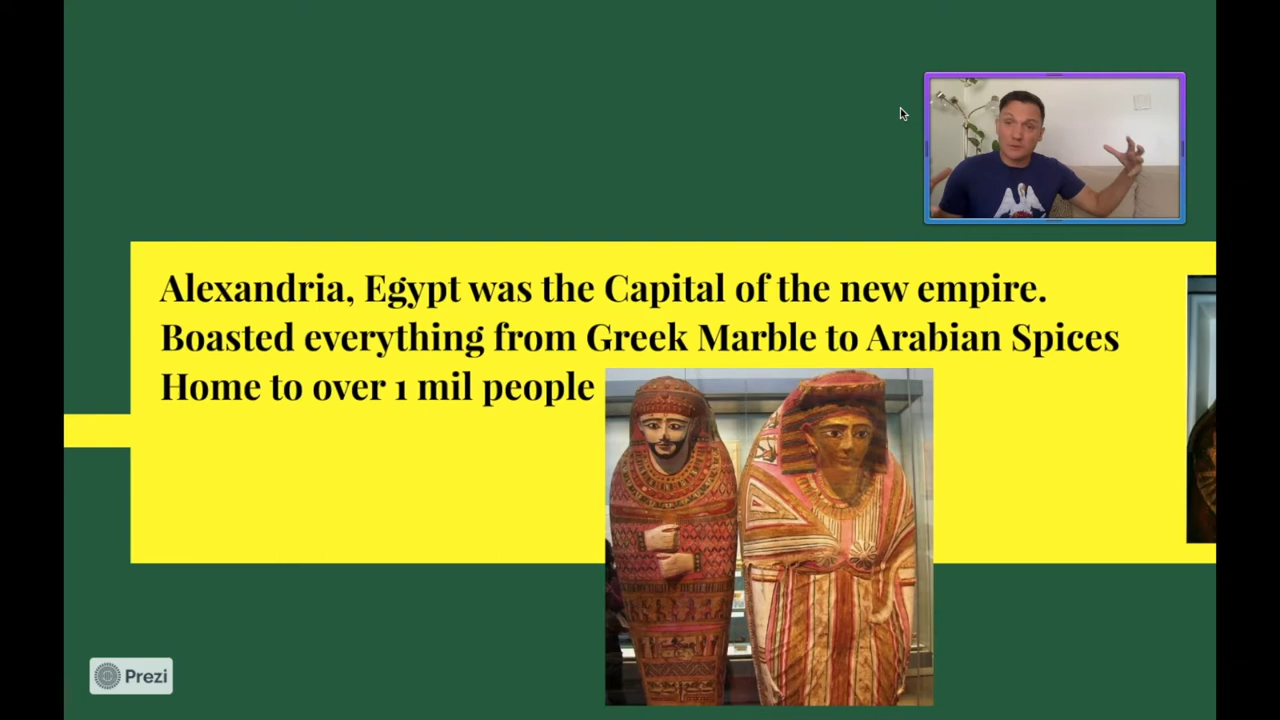 Alexandria, Egypt was the Capital of the new empire.
Boasted everything from Greek Marble to Arabian Spices
Home to over 1 mil people
Prezi